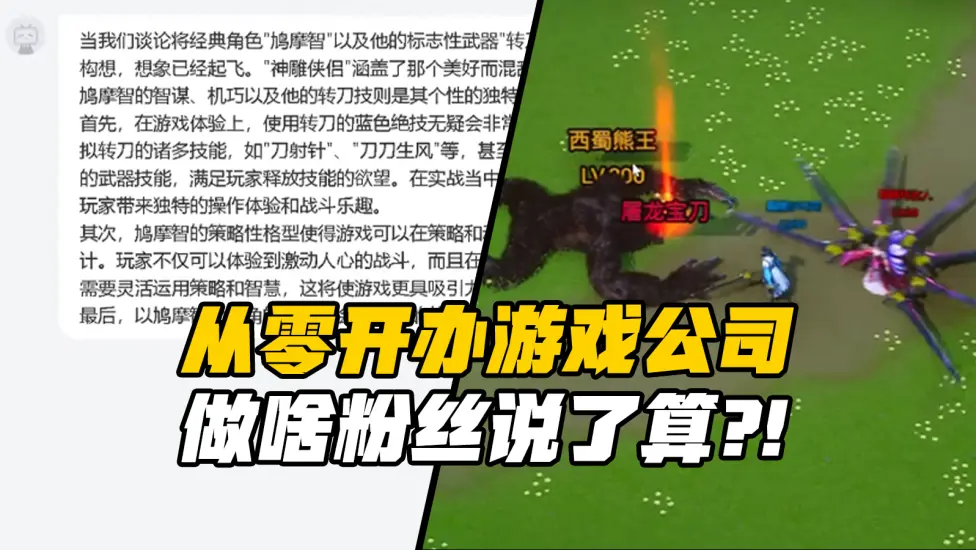 当我们谈论将经典角色"鸠摩智"以及他的标志性武器"转
构想，想象已经起飞。"神雕侠侣"涵盖了那个美好而混
鸠摩智的智谋、机巧以及他的转刀技则是其个性的独特
首先，在游戏体验上，使用转刀的蓝色绝技无疑会非常
拟转刀的诸多技能，如"刀射针"、"刀刀生风"等，甚
的武器技能，满足玩家释放技能的欲望。在实战当中
玩家带来独特的操作体验和战斗乐趣。
其次，鸠摩智的策略性格型使得游戏可以在策略和
计。玩家不仅可以体验到激动人心的战斗，而且在
需要灵活运用策略和智慧，这将使游戏更具吸引
最后，以鸠摩智
西蜀熊王
屠龙宝刀
从零开办游戏公司
做啥粉丝说了算?!